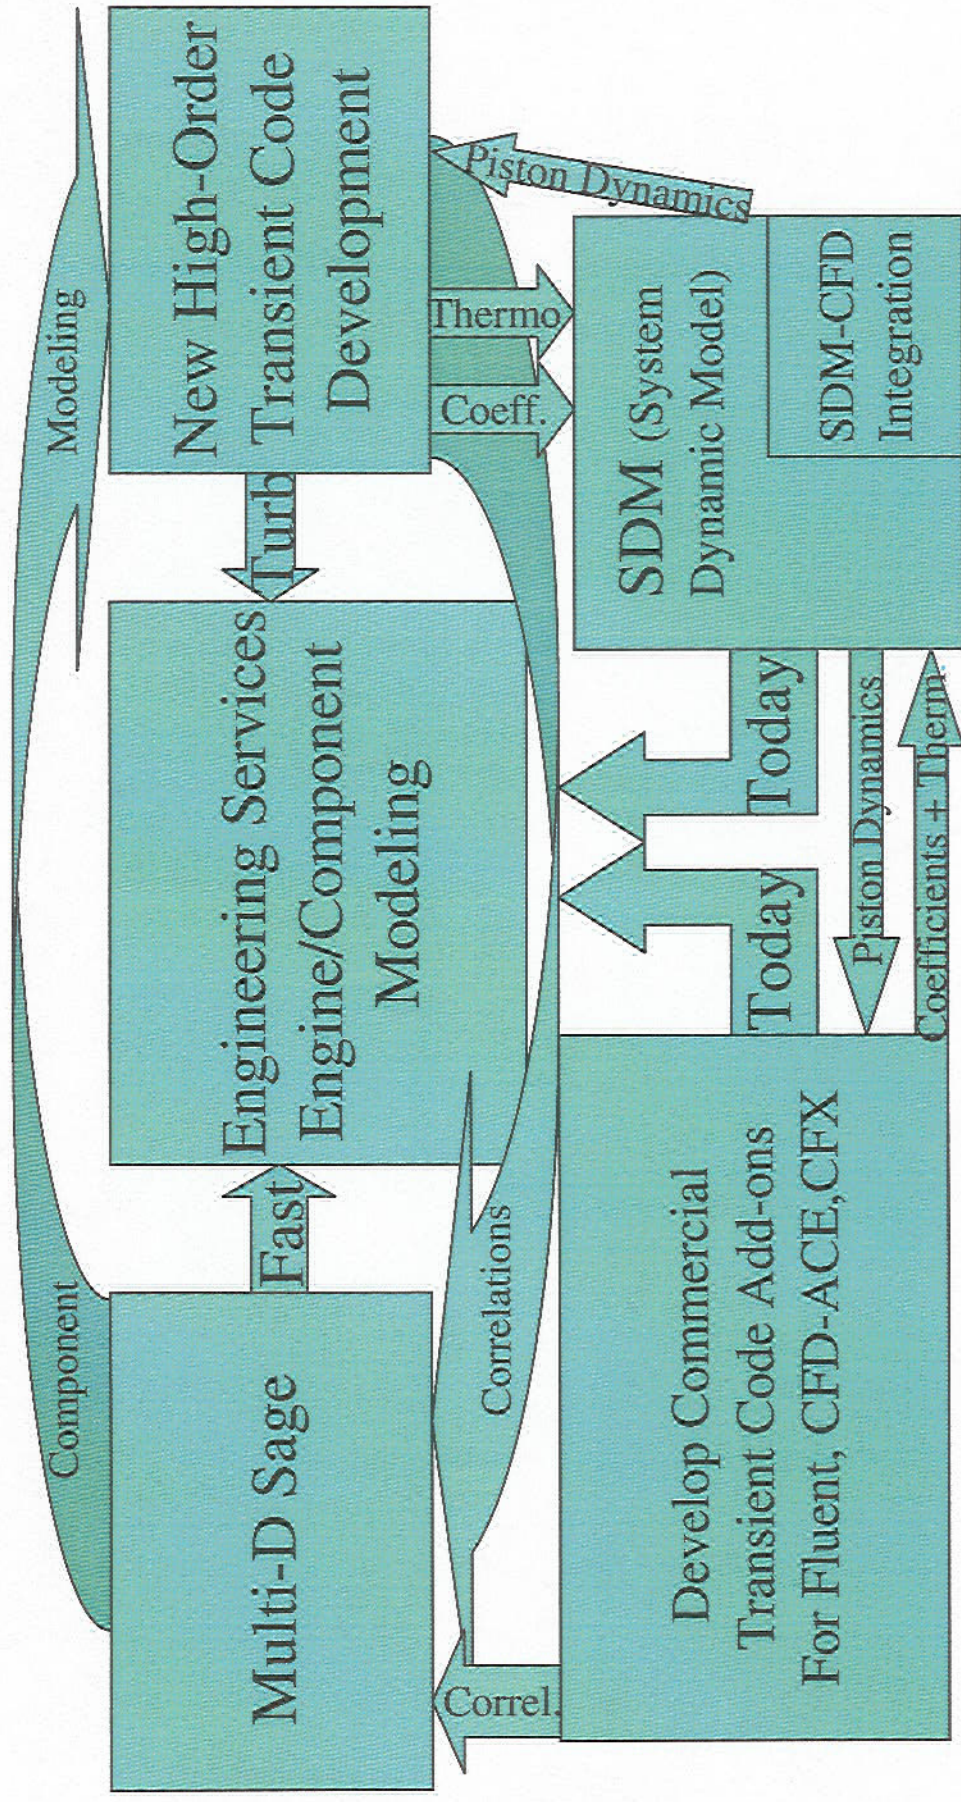 Component
Modeling
Multi-D Sage
Fast
Engineering Services
Engine/Component
Modeling
Turb
New High-Order
Transient Code
Development
Correl.
Correlations
Coeff.
Thermo
Piston Dynamics
Develop Commercial
Transient Code Add-ons
For Fluent, CFD-ACE,CFX
Today
Today
Piston Dynamics
Coefficients + Therm.
SDM (System
Dynamic Model)
SDM-CFD
Integration